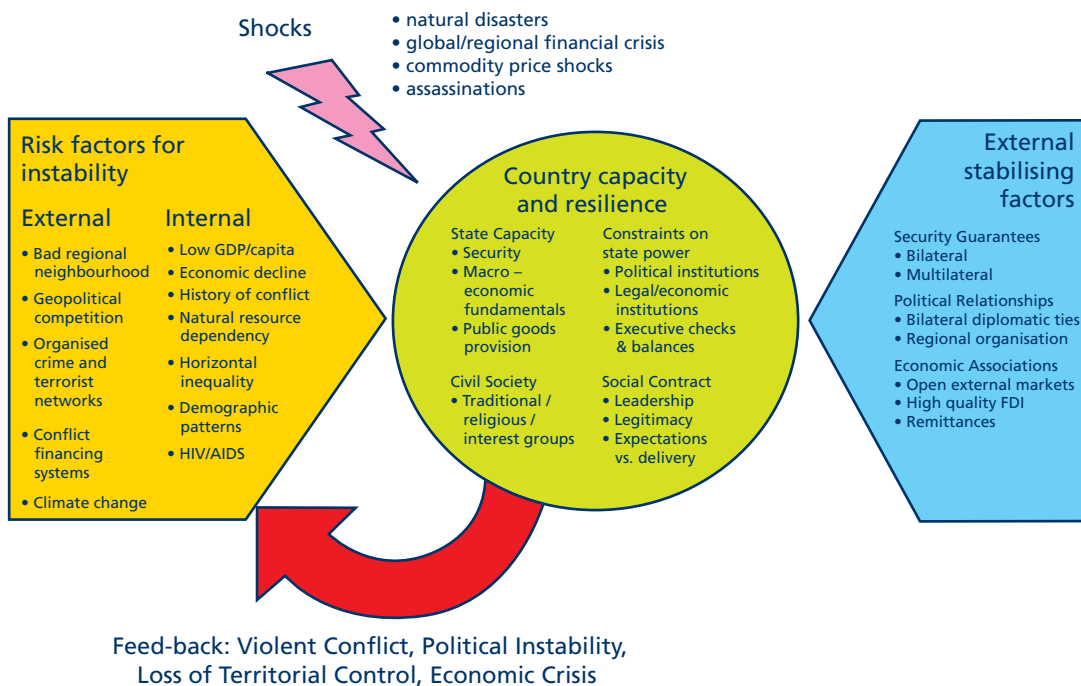 Shocks
• natural disasters
• global/regional financial crisis
• commodity price shocks
• assassinations
Risk factors for
instability
External
• Bad regional
neighbourhood
• Geopolitical
competition
• Organised
crime and
terrorist
networks
• Conflict
financing
systems
• Climate change
Internal
• Low GDP/capita
• Economic decline
• History of conflict
• Natural resource
dependency
• Horizontal
inequality
• Demographic
patterns
• HIV/AIDS
Country capacity
and resilience
State Capacity
• Security
• Macro –
economic
fundamentals
• Public goods
provision
Constraints on
state power
• Political institutions
• Legal/economic
institutions
• Executive checks
& balances
Civil Society
• Traditional /
religious /
interest groups
Social Contract
• Leadership
• Legitimacy
• Expectations
vs. delivery
External
stabilising
factors
Security Guarantees
• Bilateral
• Multilateral
Political Relationships
• Bilateral diplomatic ties
• Regional organisation
Economic Associations
• Open external markets
• High quality FDI
• Remittances
Feed-back: Violent Conflict, Political Instability,
Loss of Territorial Control, Economic Crisis